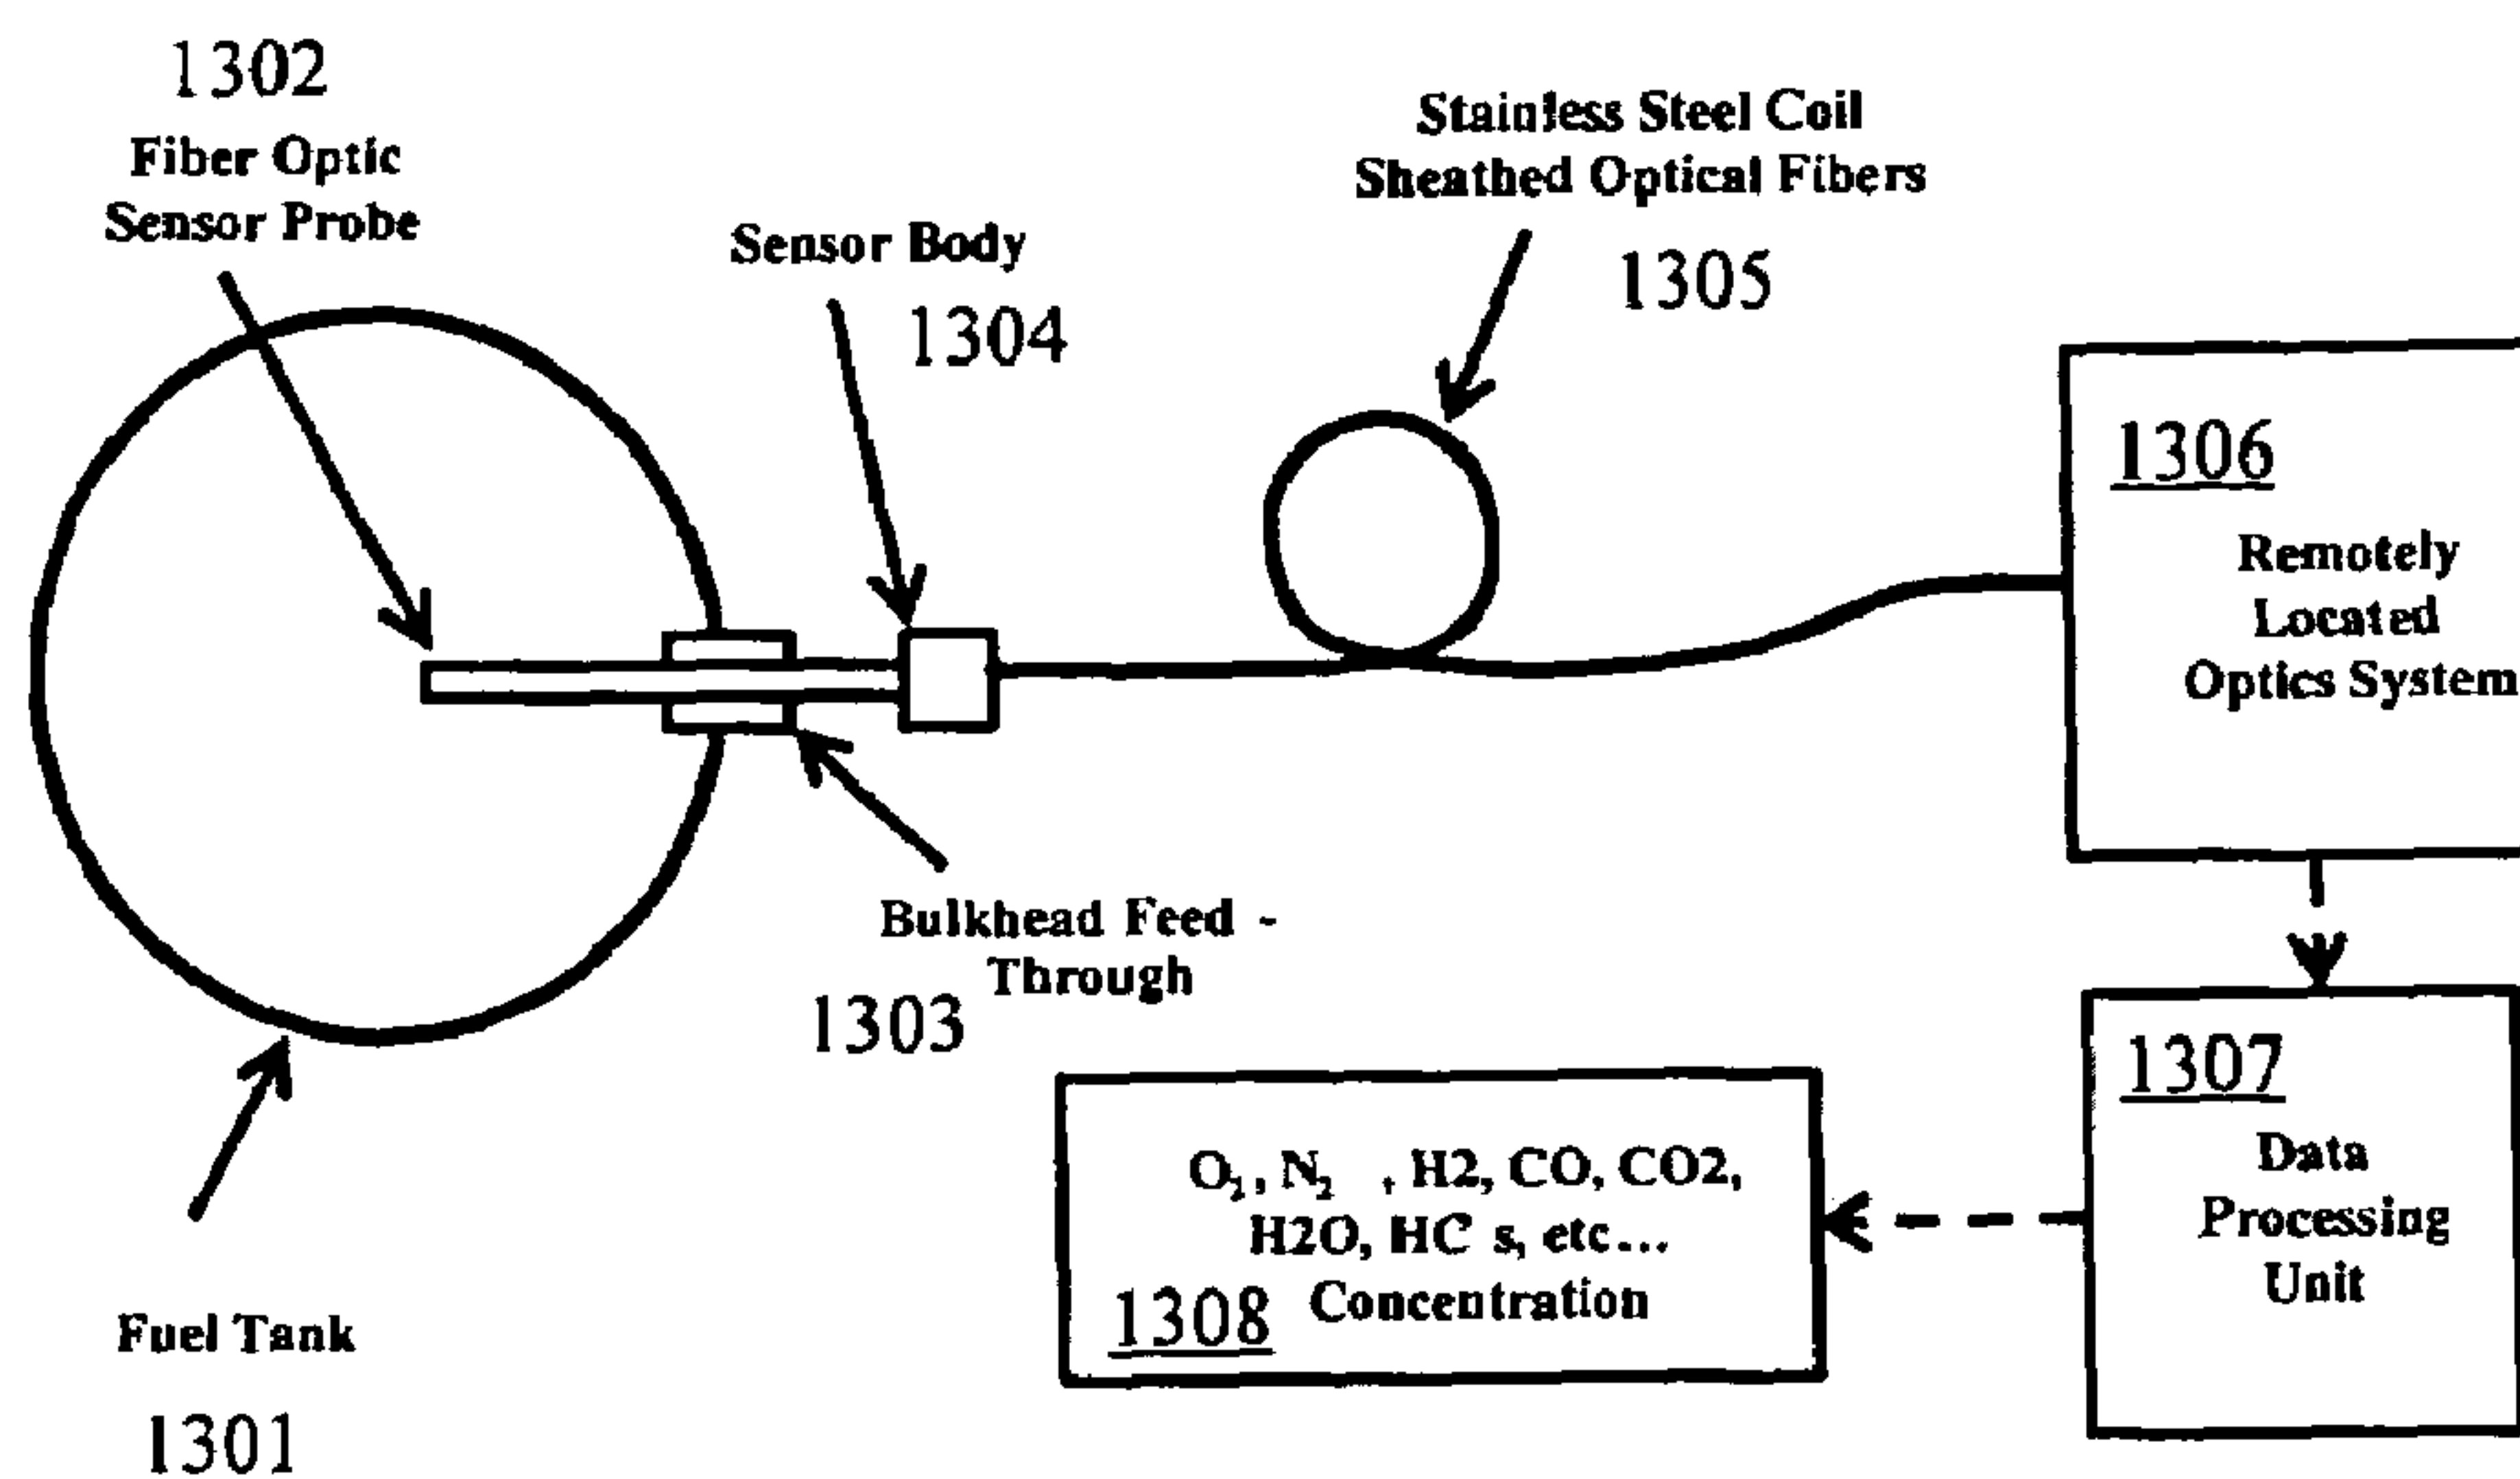 1302
Fiber Optic
Sensor Probe
Sensor Body
1304
Stainless Steel Coil
Sheathed Optical Fibers
1305
1306
Remotely
Located
Optics System
Bulkhead Feed -
Through
1303
1307
Data
Processing
Unit
O₂, N₂ , H2, CO, CO2,
H2O, HC s, etc...
Concentration
1308
Fuel Tank
1301